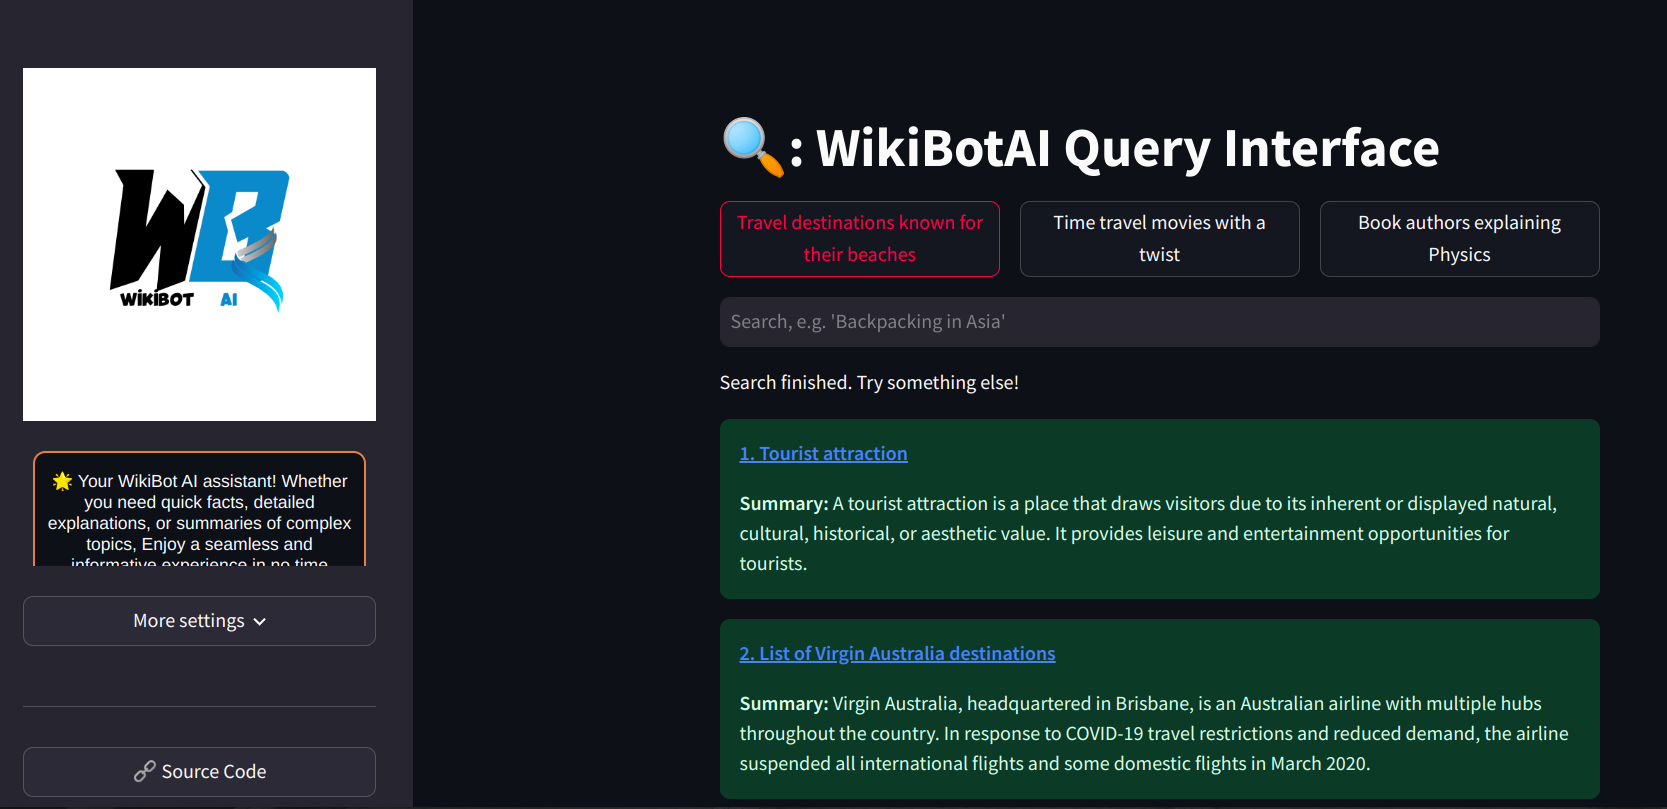 WIKIBOT AI
🌟 Your WikiBot AI assistant! Whether
you need quick facts, detailed
explanations, or summaries of complex
topics, Enjoy a seamless and
informative experience in no time
More settings
🔗 Source Code
🔍: WikiBotAI Query Interface
Travel destinations known for
their beaches
Time travel movies with a
twist
Book authors explaining
Physics
Search, e.g. 'Backpacking in Asia'
Search finished. Try something else!
1. Tourist attraction
Summary: A tourist attraction is a place that draws visitors due to its inherent or displayed natural,
cultural, historical, or aesthetic value. It provides leisure and entertainment opportunities for
tourists.
2. List of Virgin Australia destinations
Summary: Virgin Australia, headquartered in Brisbane, is an Australian airline with multiple hubs
throughout the country. In response to COVID-19 travel restrictions and reduced demand, the airline
suspended all international flights and some domestic flights in March 2020.